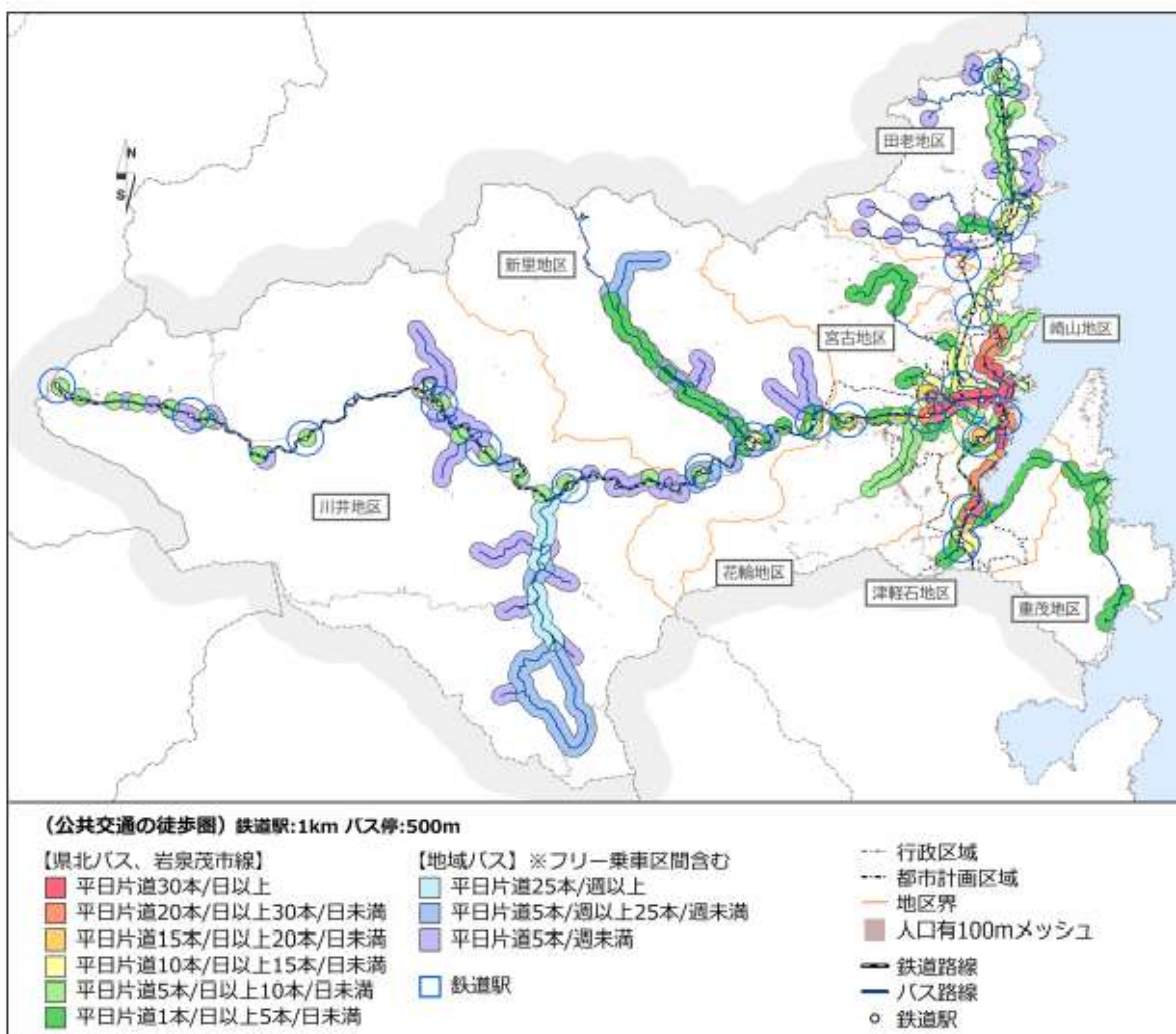 田老地区
N
S
新里地区
宮古地区
崎山地区
川井地区
花輪地区
津軽石地区
重茂地区
（公共交通の徒歩圏）鉄道駅:1km バス停:500m
【県北バス、岩泉茂市線】
平日片道30本/日以上
平日片道20本/日以上30本/日未満
平日片道15本/日以上20本/日未満
平日片道10本/日以上15本/日未満
平日片道5本/日以上10本/日未満
平日片道1本/日以上5本/日未満
【地域バス】※フリー乗車区間含む
平日片道25本/週以上
平日片道5本/週以上25本/週未満
平日片道5本/週未満
鉄道駅
行政区域
都市計画区域
地区界
人口有100mメッシュ
鉄道路線
バス路線
鉄道駅